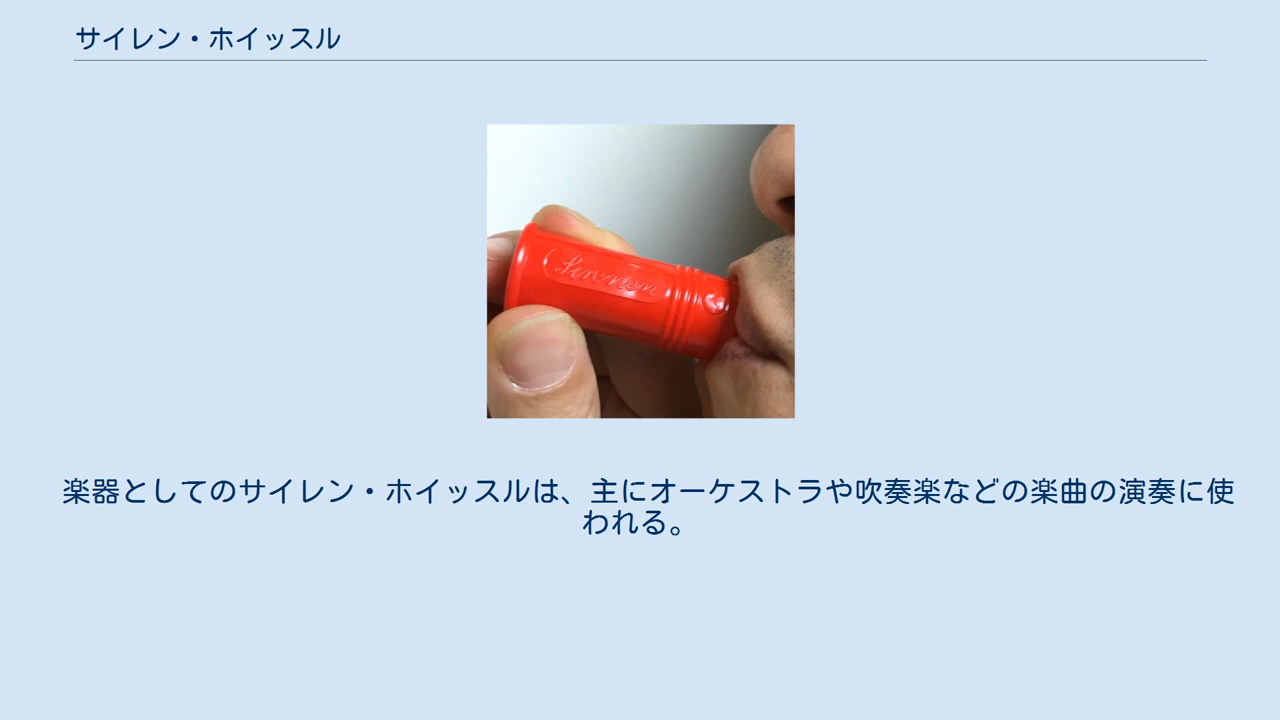 サイレン・ホイッスル
楽器としてのサイレン・ホイッスルは、主にオーケストラや吹奏楽などの楽曲の演奏に使
われる。